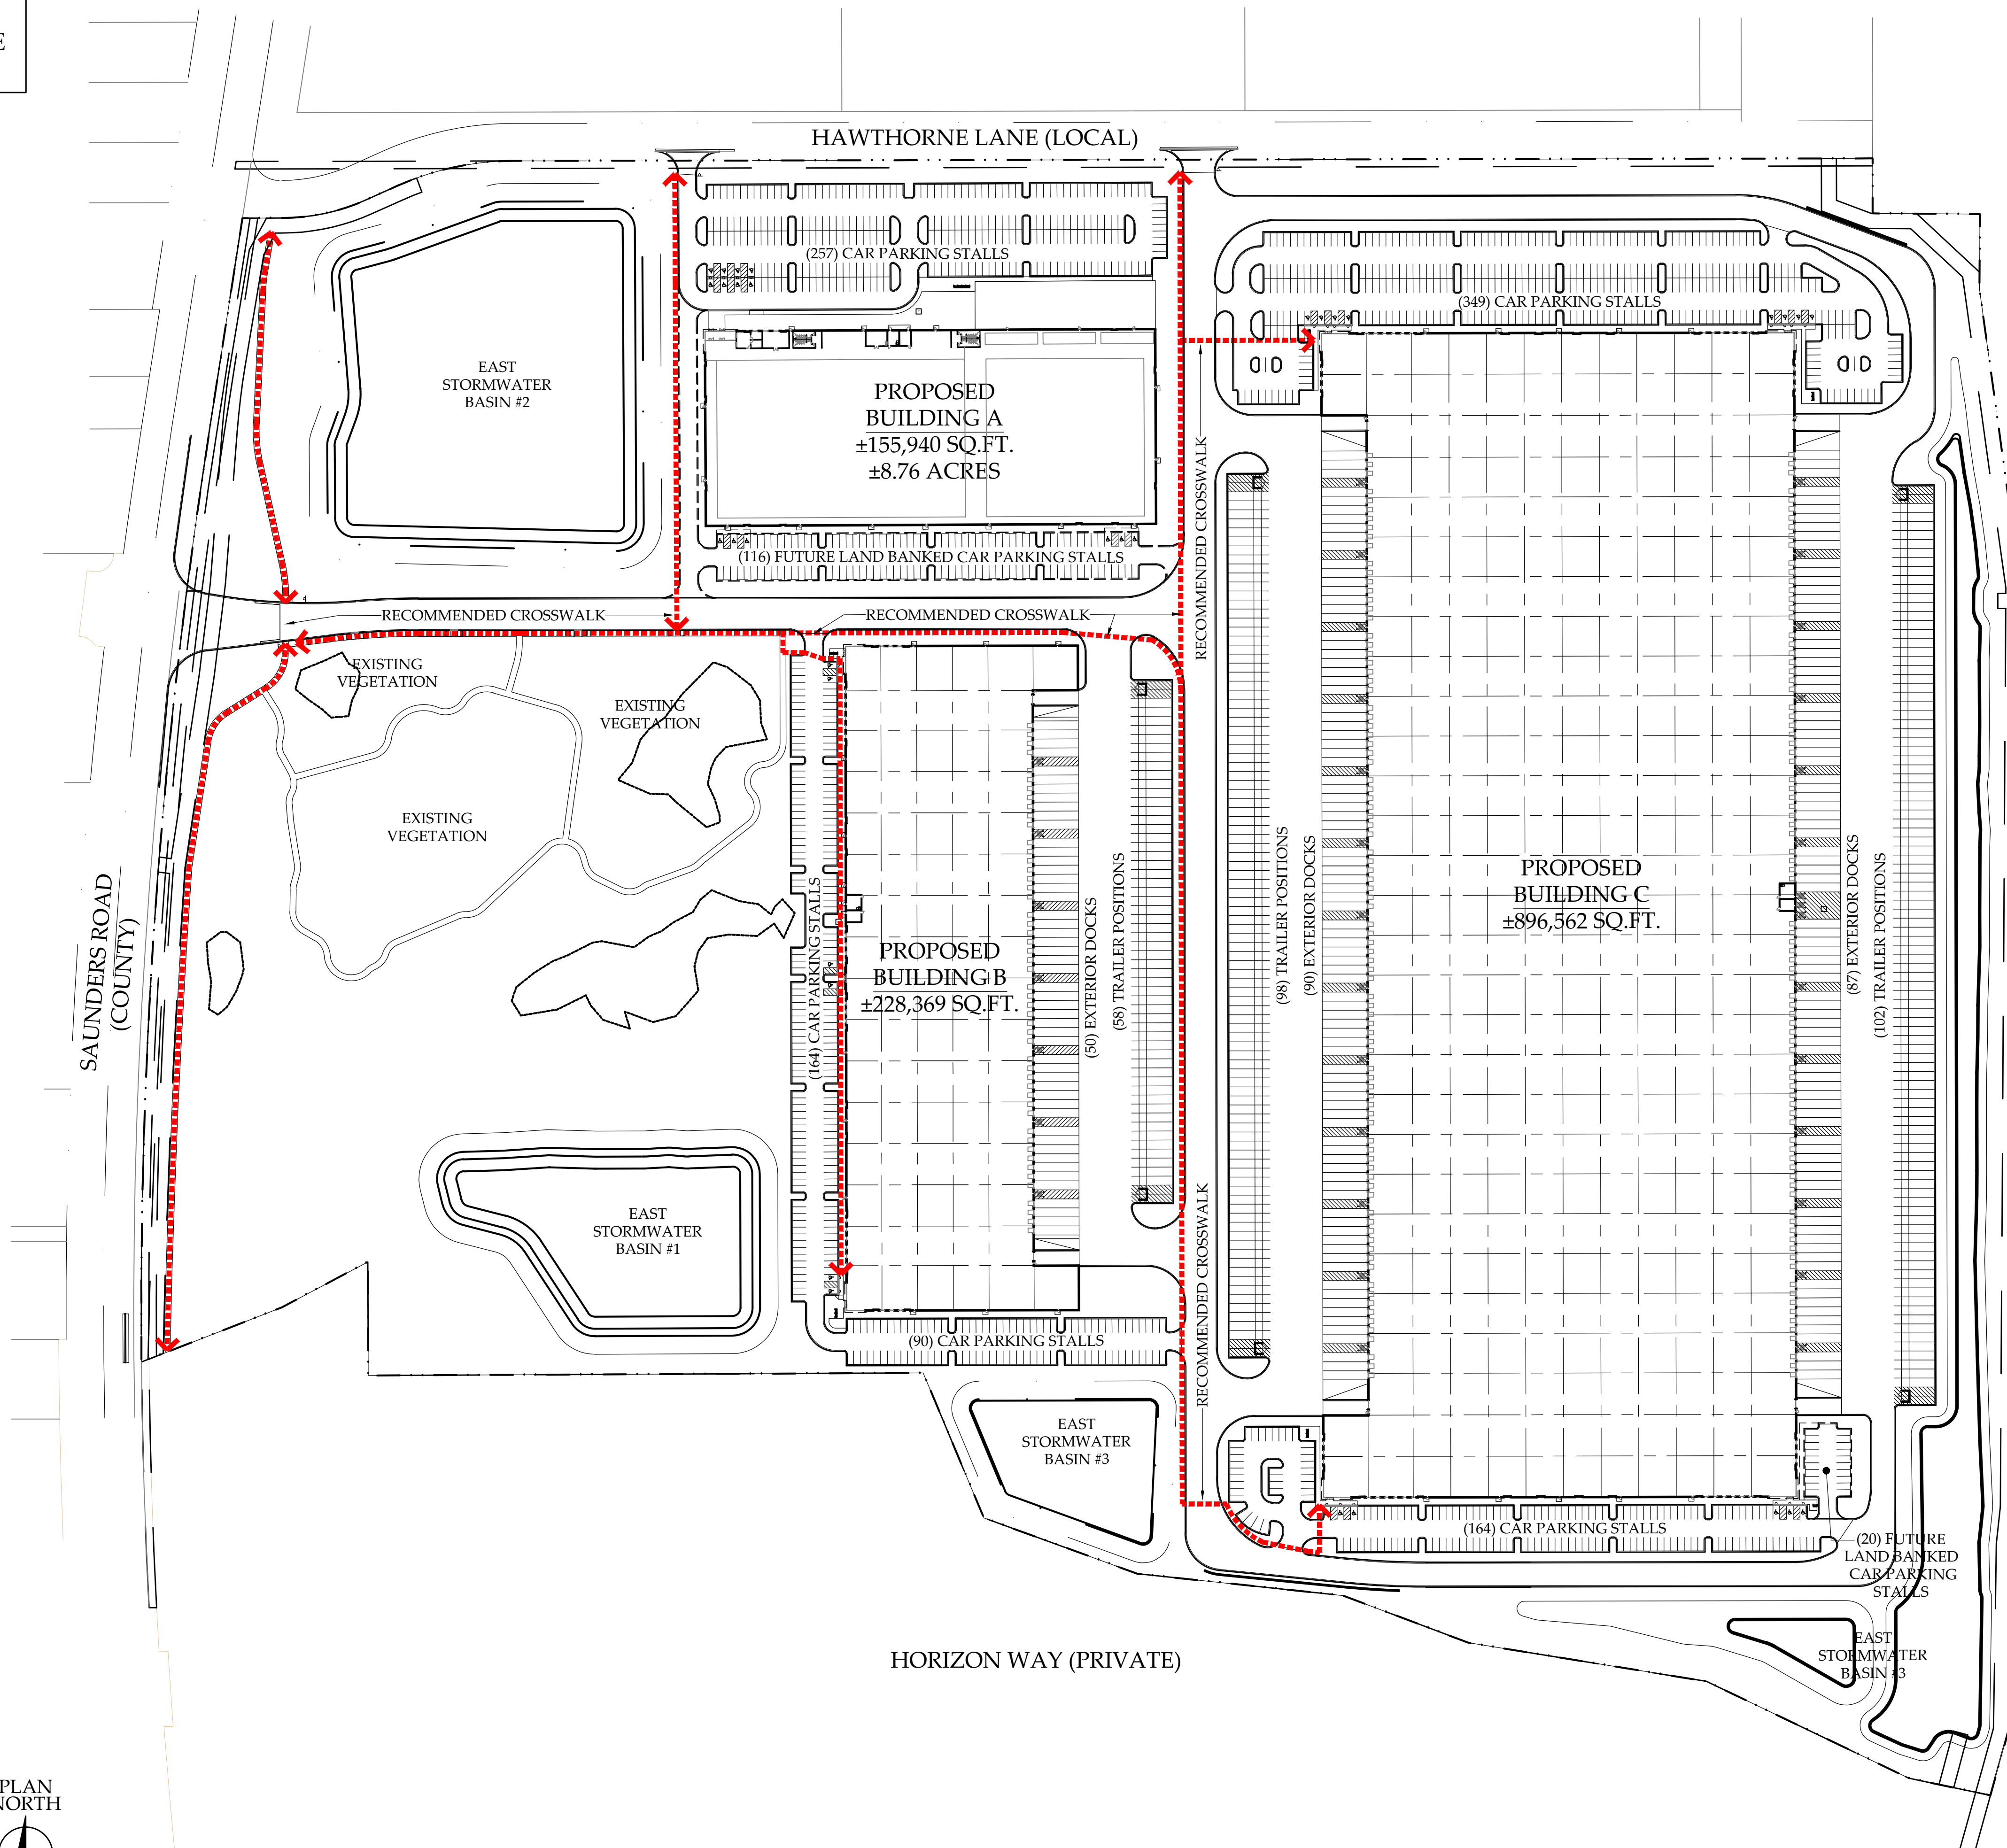 E
HAWTHORNE LANE (LOCAL)
(257) CAR PARKING STALLS
(349) CAR PARKING STALLS
EAST
STORMWATER
BASIN #2
PROPOSED
BUILDING A
±155,940 SQ.FT.
±8.76 ACRES
RECOMMENDED CROSSWALK
(116) FUTURE LAND BANKED CAR PARKING STALLS
RECOMMENDED CROSSWALK
RECOMMENDED CROSSWALK
EXISTING
VEGETATION
EXISTING
VEGETATION
EXISTING
VEGETATION
SAUNDERS ROAD
(COUNTY)
(164) CAR PARKING STALLS
PROPOSED
BUILDING B
±228,369 SQ.FT.
(50) EXTERIOR DOCKS
(58) TRAILER POSITIONS
(98) TRAILER POSITIONS
(90) EXTERIOR DOCKS
PROPOSED
BUILDING C
±896,562 SQ.FT.
(87) EXTERIOR DOCKS
(102) TRAILER POSITIONS
EAST
STORMWATER
BASIN #1
RECOMMENDED CROSSWALK
(90) CAR PARKING STALLS
EAST
STORMWATER
BASIN #3
(164) CAR PARKING STALLS
(20) FUTURE
LAND BANKED
CAR PARKING
STALLS
EAST
STORMWATER
BASIN #3
HORIZON WAY (PRIVATE)
PLAN
NORTH